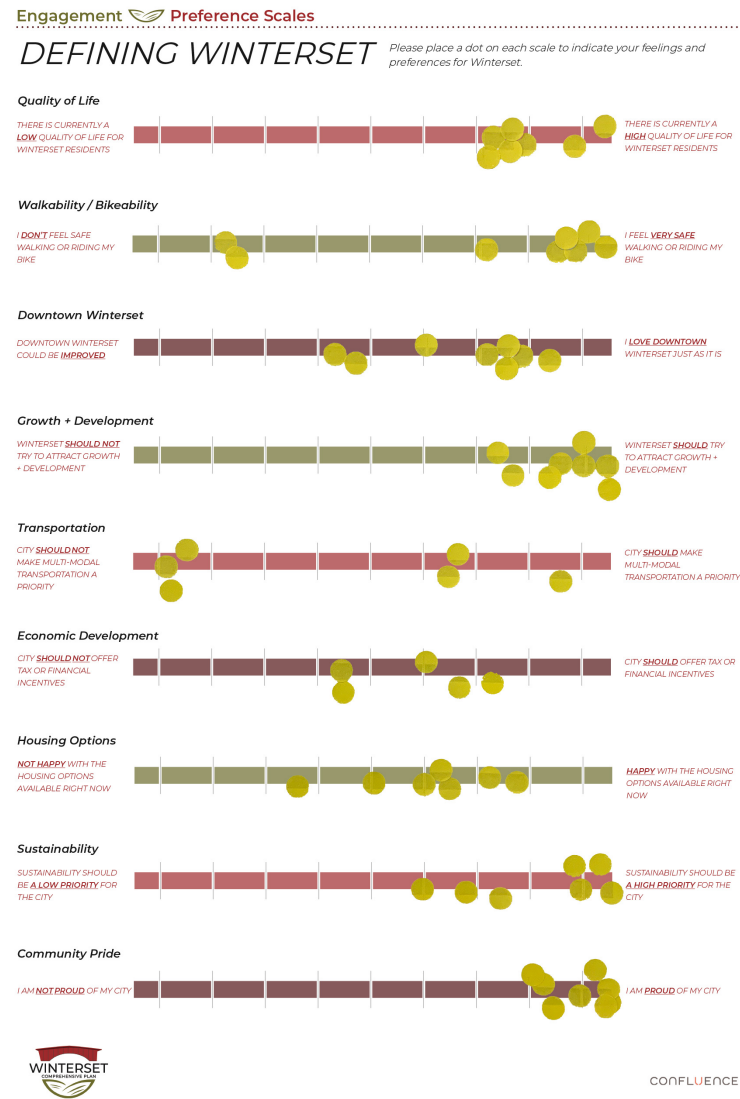 Engagement Preference Scales
DEFINING WINTERSET
Please place a dot on each scale to indicate your feelings and
preferences for Winterset.
Quality of Life
THERE IS CURRENTLY A
LOW QUALITY OF LIFE FOR
WINTERSET RESIDENTS
THERE IS CURRENTLY A
HIGH QUALITY OF LIFE FOR
WINTERSET RESIDENTS
Walkability / Bikeability
I DON'T FEEL SAFE
WALKING OR RIDING MY
BIKE
I FEEL VERY SAFE
WALKING OR RIDING MY
BIKE
Downtown Winterset
DOWNTOWN WINTERSET
COULD BE IMPROVED
I LOVE DOWNTOWN
WINTERSET JUST AS IT IS
Growth + Development
WINTERSET SHOULD NOT
TRY TO ATTRACT GROWTH
+ DEVELOPMENT
WINTERSET SHOULD TRY
TO ATTRACT GROWTH +
DEVELOPMENT
Transportation
CITY SHOULD NOT
MAKE MULTI-MODAL
TRANSPORTATION A
PRIORITY
CITY SHOULD MAKE
MULTI-MODAL
TRANSPORTATION A PRIORITY
Economic Development
CITY SHOULD NOT OFFER
TAX OR FINANCIAL
INCENTIVES
CITY SHOULD OFFER TAX OR
FINANCIAL INCENTIVES
Housing Options
NOT HAPPY WITH THE
HOUSING OPTIONS
AVAILABLE RIGHT NOW
HAPPY WITH THE HOUSING
OPTIONS AVAILABLE RIGHT
NOW
Sustainability
SUSTAINABILITY SHOULD
BE A LOW PRIORITY FOR
THE CITY
SUSTAINABILITY SHOULD BE
A HIGH PRIORITY FOR THE
CITY
Community Pride
I AM NOT PROUD OF MY CITY
I AM PROUD OF MY CITY
WINTERSET
COMPREHENSIVE PLAN
CONFLUENCE